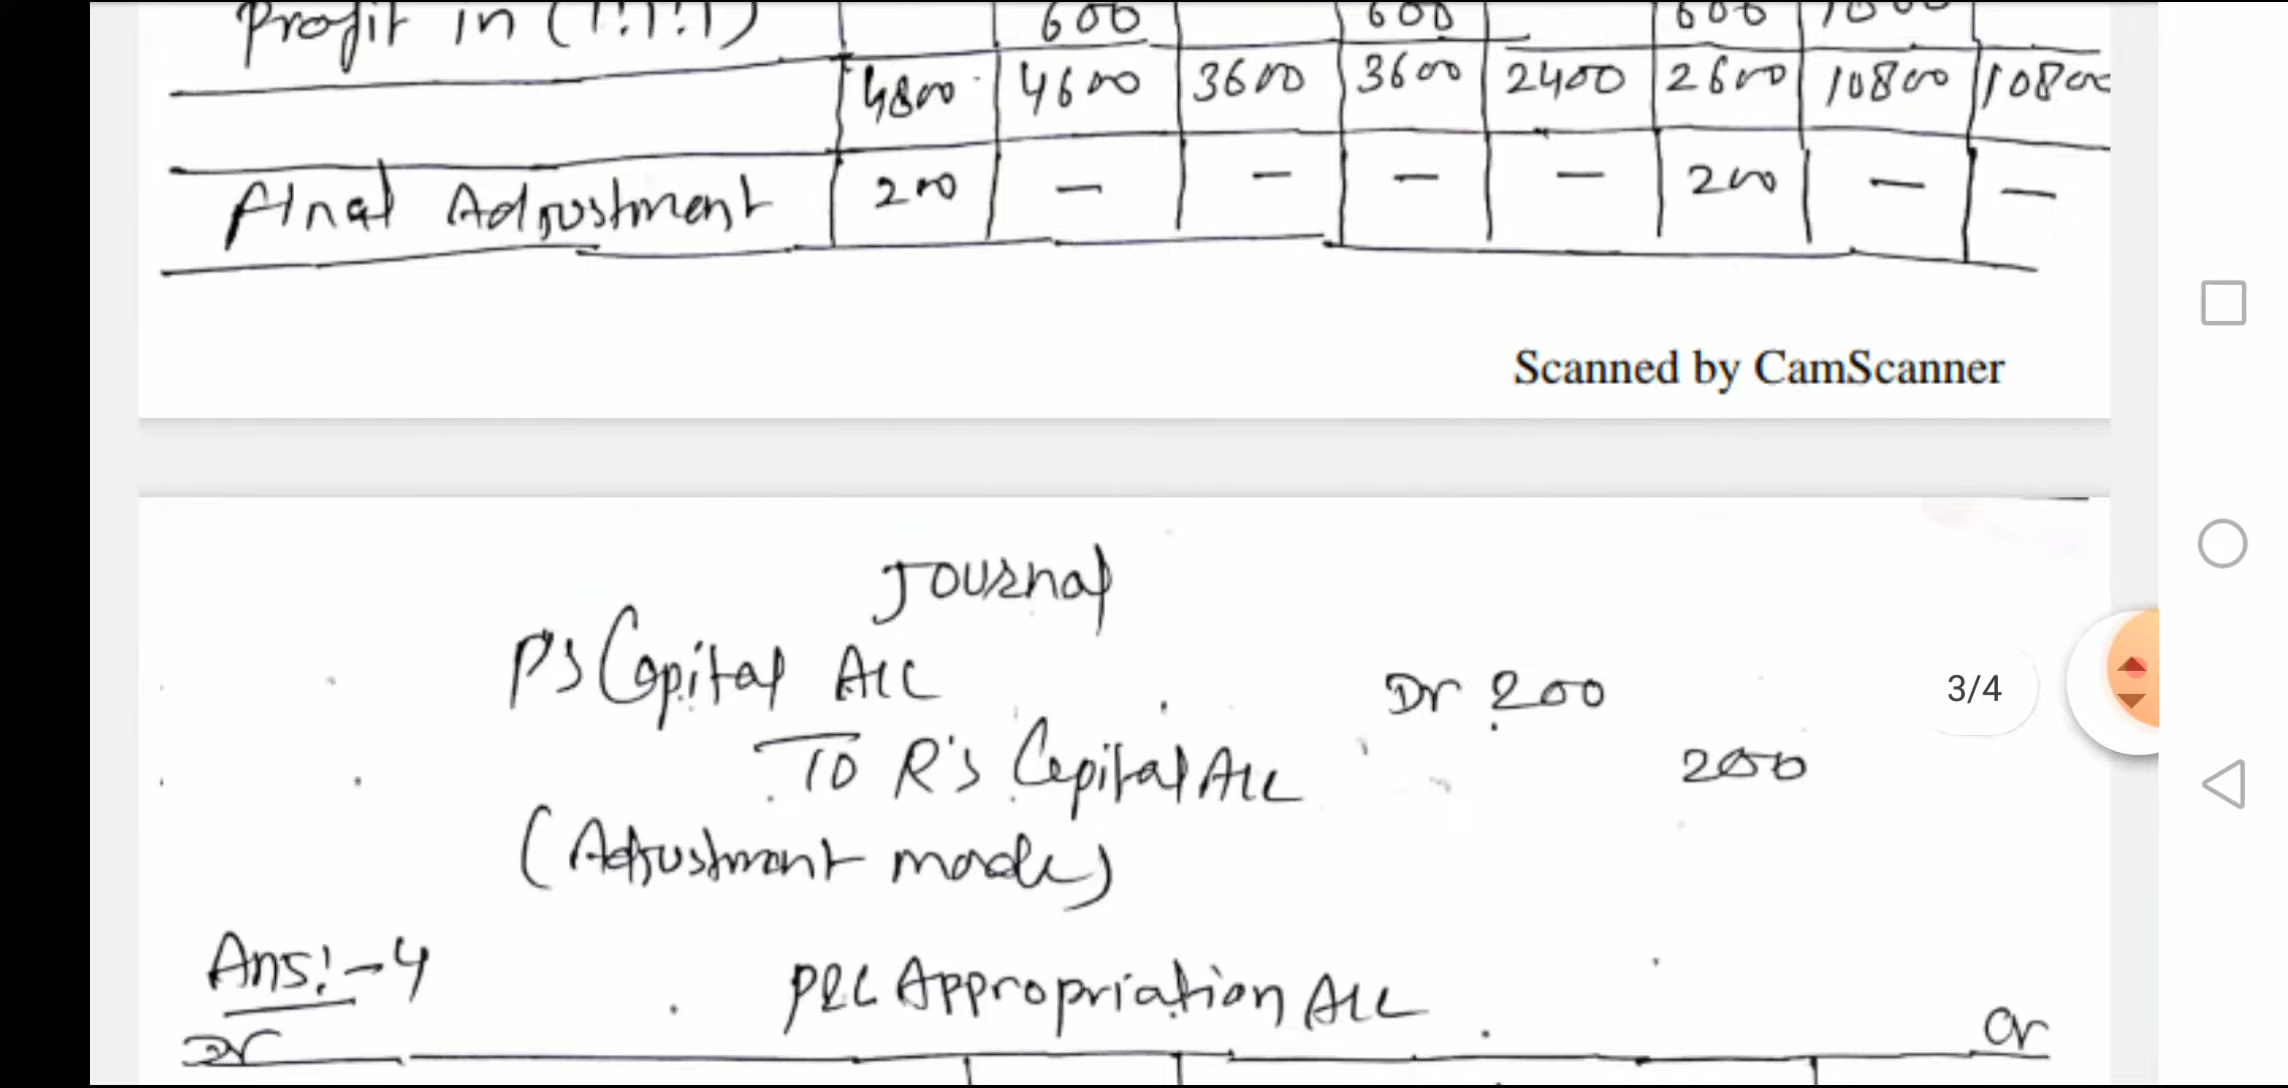 Profit in (1:1:1) 600 600 600 1800
4800 4600 3600 3600 2400 2600 10800 10800
Final Adjustment 200 — — — — 200 — —
Scanned by CamScanner
Journal
P's Capital A/c Dr 200
3/4
To R's Capital A/c 200
(Adjustment made)
Ans:-4 P&L Appropriation A/c
Dr Cr